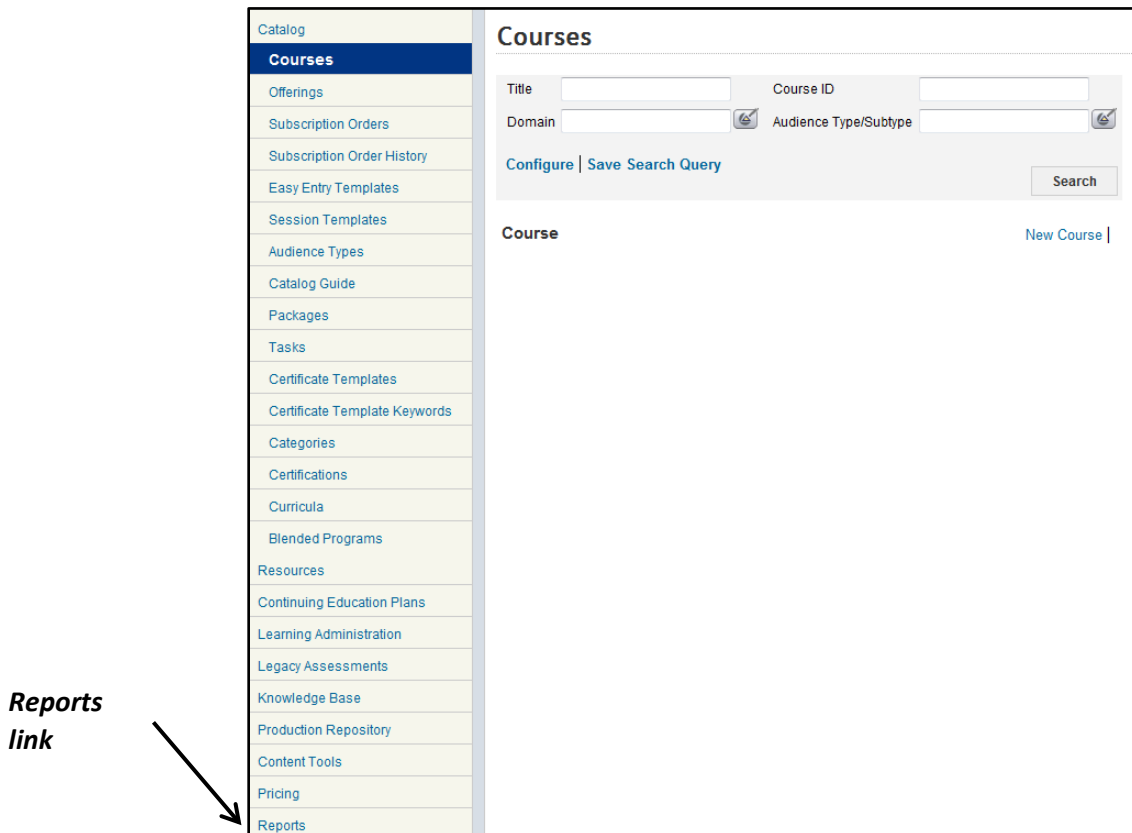 Catalog
Courses
Offerings
Subscription Orders
Subscription Order History
Easy Entry Templates
Session Templates
Audience Types
Catalog Guide
Packages
Tasks
Certificate Templates
Certificate Template Keywords
Categories
Certifications
Curricula
Blended Programs
Resources
Continuing Education Plans
Learning Administration
Legacy Assessments
Knowledge Base
Production Repository
Content Tools
Pricing
Reports
Reports
link
Courses
Title Course ID
Domain Audience Type/Subtype
Configure | Save Search Query
Search
Course New Course |